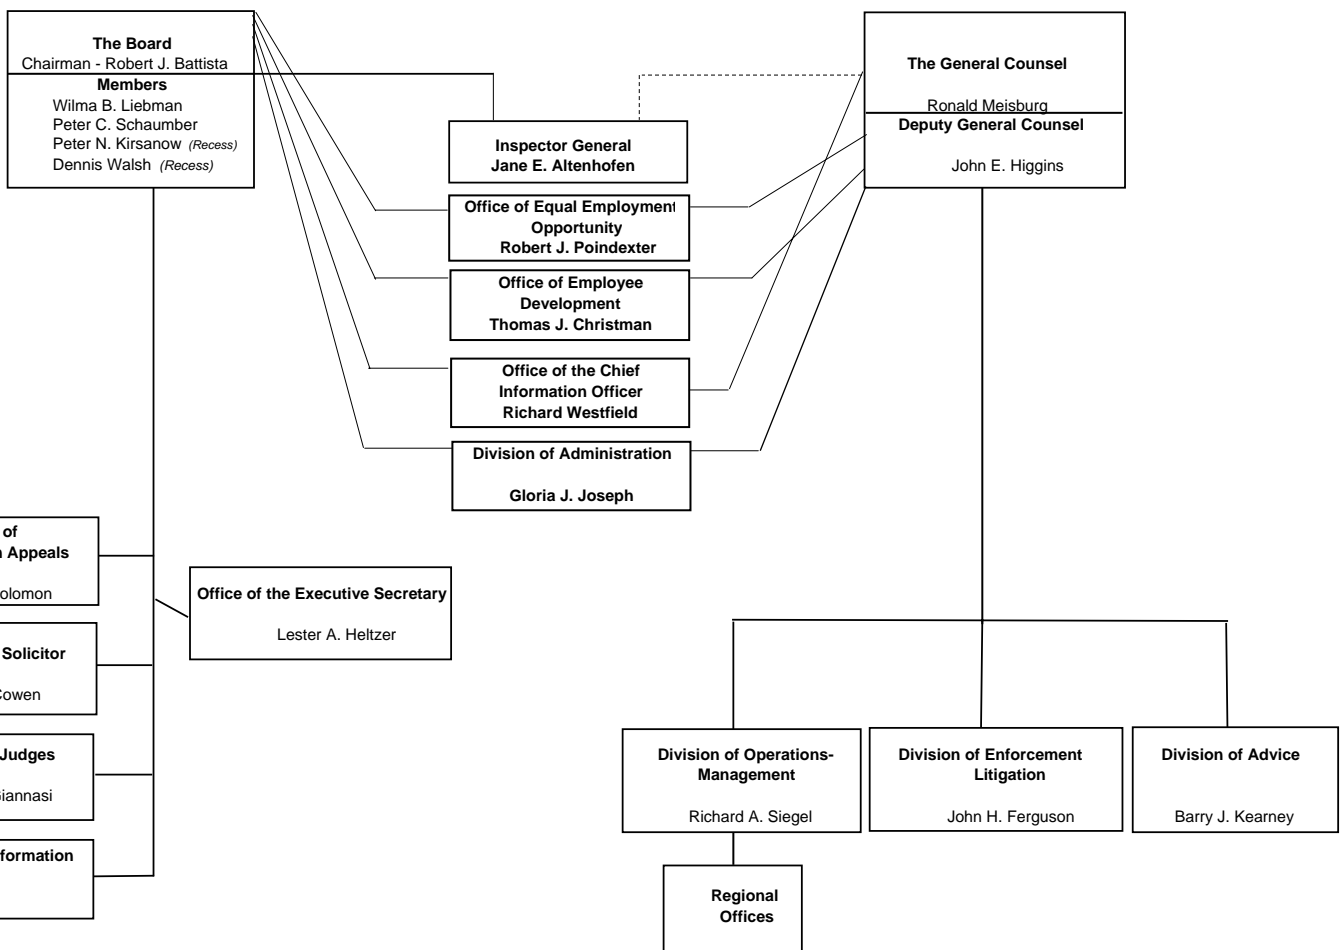 The Board
Chairman - Robert J. Battista
Members
Wilma B. Liebman
Peter C. Schaumber
Peter N. Kirsanow (Recess)
Dennis Walsh (Recess)
The General Counsel
Ronald Meisburg
Deputy General Counsel
John E. Higgins
Inspector General
Jane E. Altenhofen
Office of Equal Employment
Opportunity
Robert J. Poindexter
Office of Employee
Development
Thomas J. Christman
Office of the Chief
Information Officer
Richard Westfield
Division of Administration
Gloria J. Joseph
of
Appeals
olomon
Office of the Executive Secretary
Lester A. Heltzer
Solicitor
Cowen
Judges
Giannasi
formation
Division of Operations-
Management
Richard A. Siegel
Division of Enforcement
Litigation
John H. Ferguson
Division of Advice
Barry J. Kearney
Regional
Offices